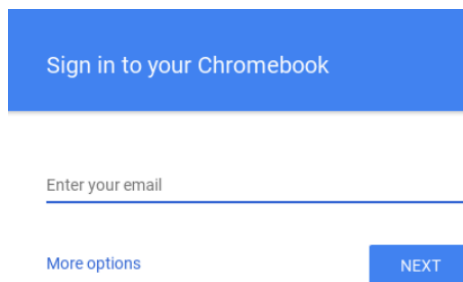 Sign in to your Chromebook
Enter your email
More options
NEXT